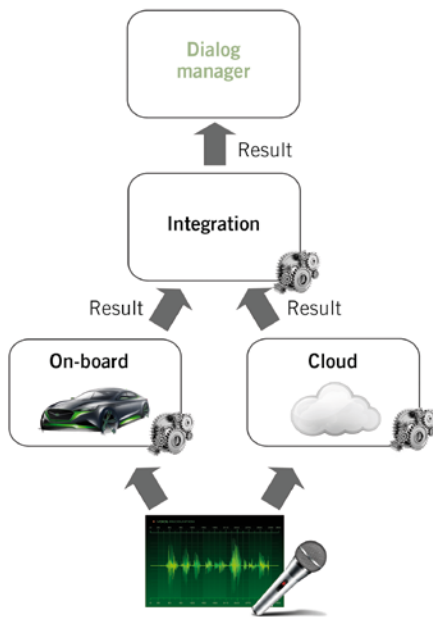 Dialog
manager
Result
Integration
Result
Result
On-board
Cloud